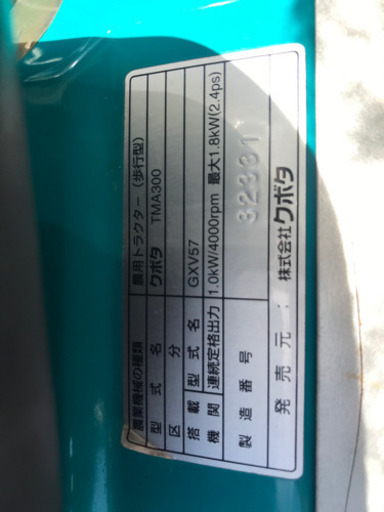 農業機械の種類 農用トラクター（歩行型）
型式名 クボタ TMA300
区分
搭載機関 型式名 GXV57
連続定格出力 1.0kW/4000rpm 最大1.8kW(2.4ps)
製造番号 32331
発売元：株式会社クボタ